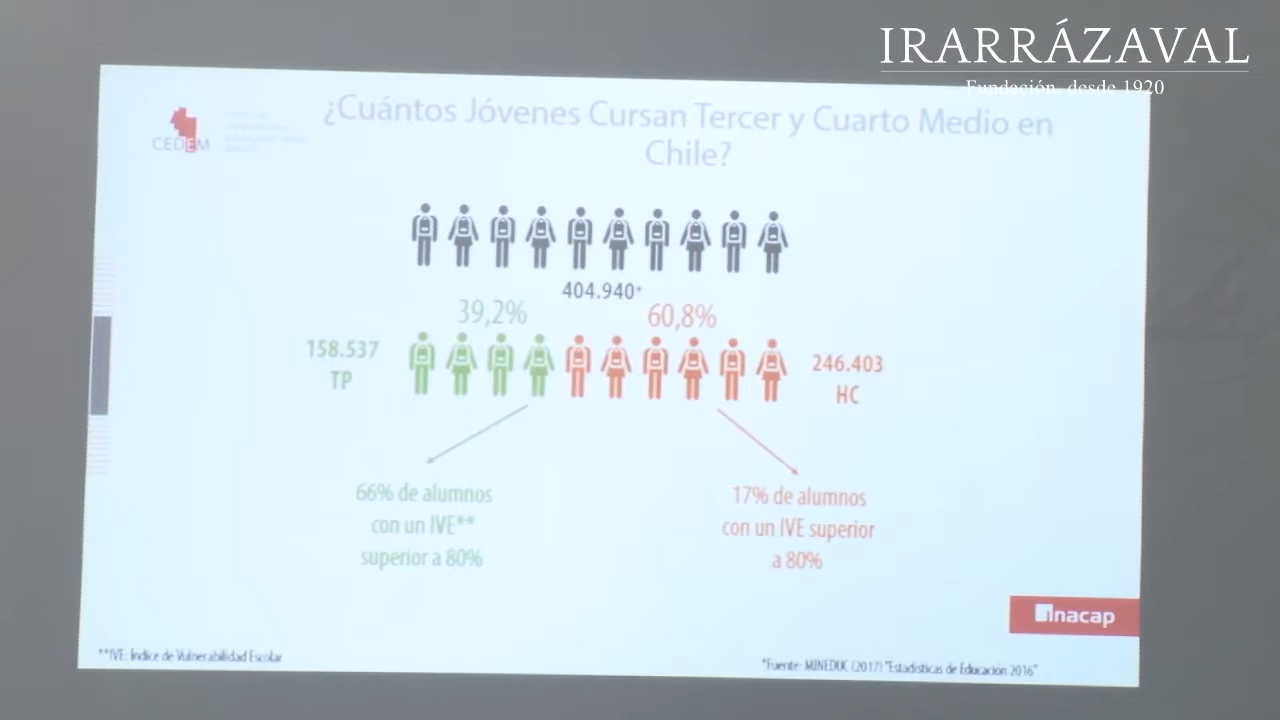 IRARRÁZAVAL
Fundación, desde 1920
CEDEM
¿Cuántos Jóvenes Cursan Tercer y Cuarto Medio en
Chile?
404.940*
39,2%
60,8%
158.537
TP
246.403
HC
66% de alumnos
con un IVE**
superior a 80%
17% de alumnos
con un IVE superior
a 80%
inacap
**IVE: Índice de Vulnerabilidad Escolar
*Fuente: MINEDUC (2017) "Estadísticas de Educación 2016"